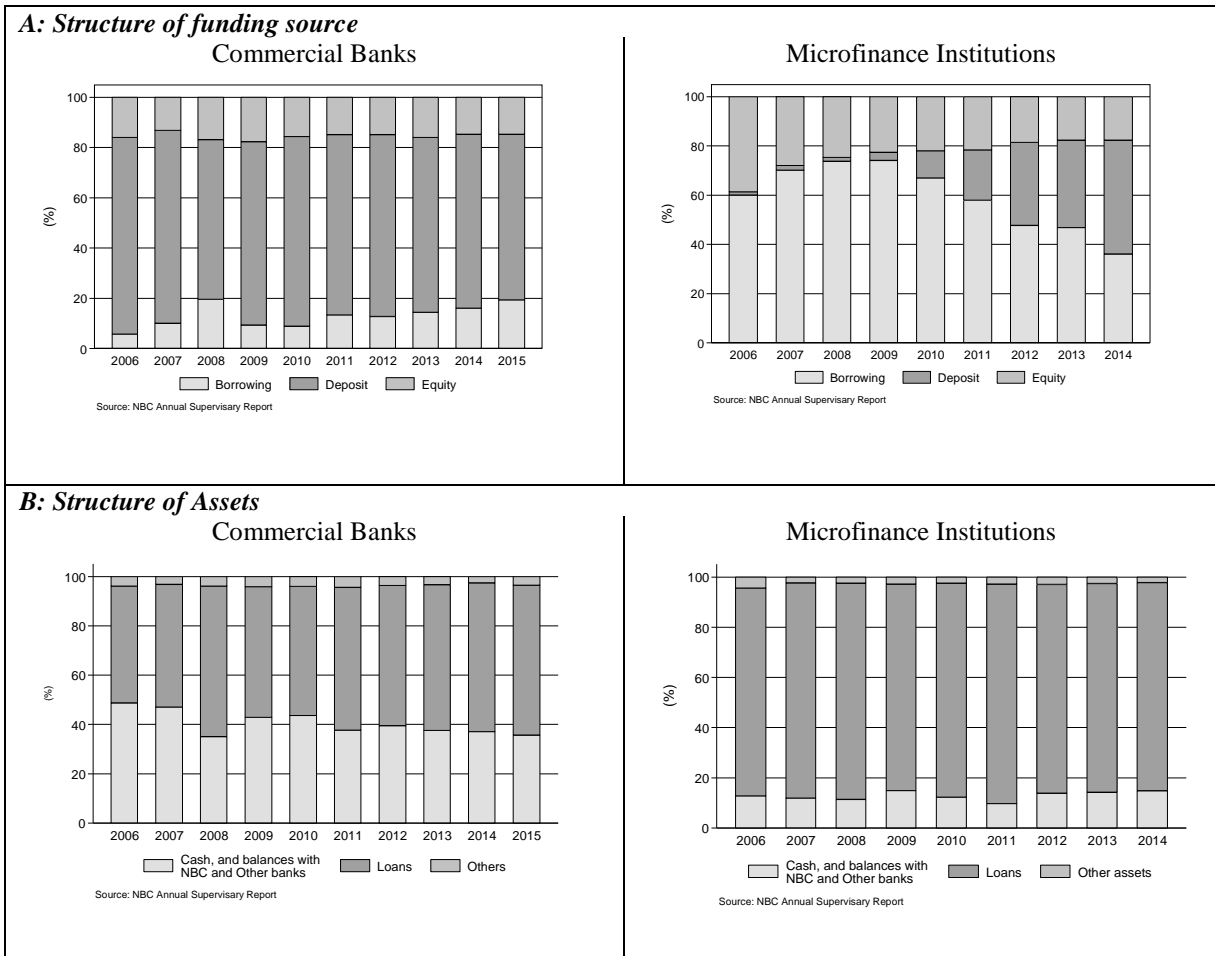 A: Structure of funding source
Commercial Banks
100
80
60
40
20
0
(%)
2006 2007 2008 2009 2010 2011 2012 2013 2014 2015
Borrowing Deposit Equity
Source: NBC Annual Supervisary Report
Microfinance Institutions
100
80
60
40
20
0
(%)
2006 2007 2008 2009 2010 2011 2012 2013 2014
Borrowing Deposit Equity
Source: NBC Annual Supervisary Report
B: Structure of Assets
Commercial Banks
100
80
60
40
20
0
(%)
2006 2007 2008 2009 2010 2011 2012 2013 2014 2015
Cash, and balances with
NBC and Other banks
Loans Others
Source: NBC Annual Supervisary Report
Microfinance Institutions
100
80
60
40
20
0
(%)
2006 2007 2008 2009 2010 2011 2012 2013 2014
Cash, and balances with
NBC and Other banks
Loans Other assets
Source: NBC Annual Supervisary Report